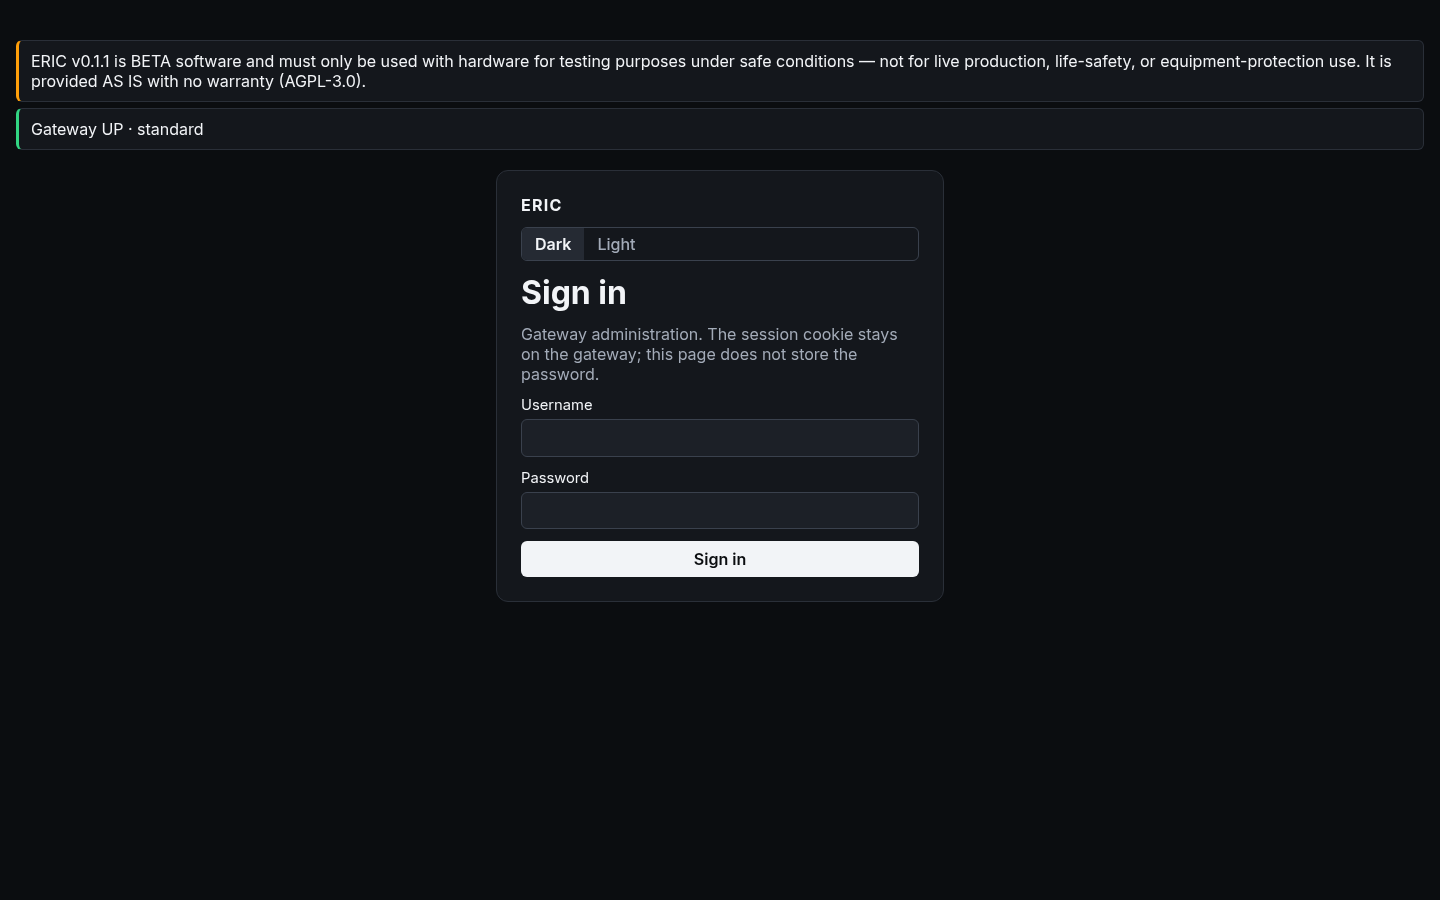 ERIC v0.1.1 is BETA software and must only be used with hardware for testing purposes under safe conditions — not for live production, life-safety, or equipment-protection use. It is
provided AS IS with no warranty (AGPL-3.0).
Gateway UP · standard
ERIC
Dark Light
Sign in
Gateway administration. The session cookie stays
on the gateway; this page does not store the
password.
Username
Password
Sign in